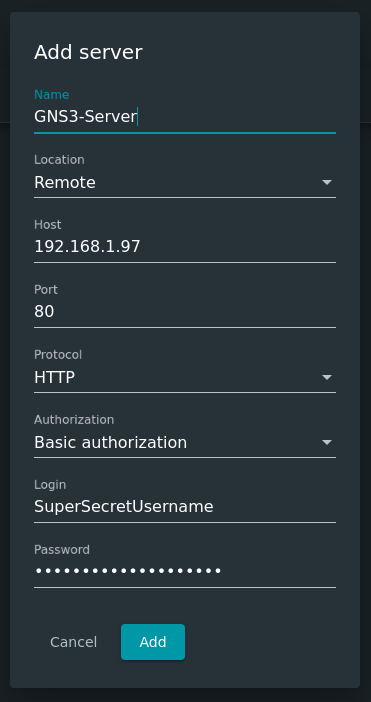 Add server
Name
GNS3-Server
Location
Remote
Host
192.168.1.97
Port
80
Protocol
HTTP
Authorization
Basic authorization
Login
SuperSecretUsername
Password
••••••••••••••••••••
Cancel Add